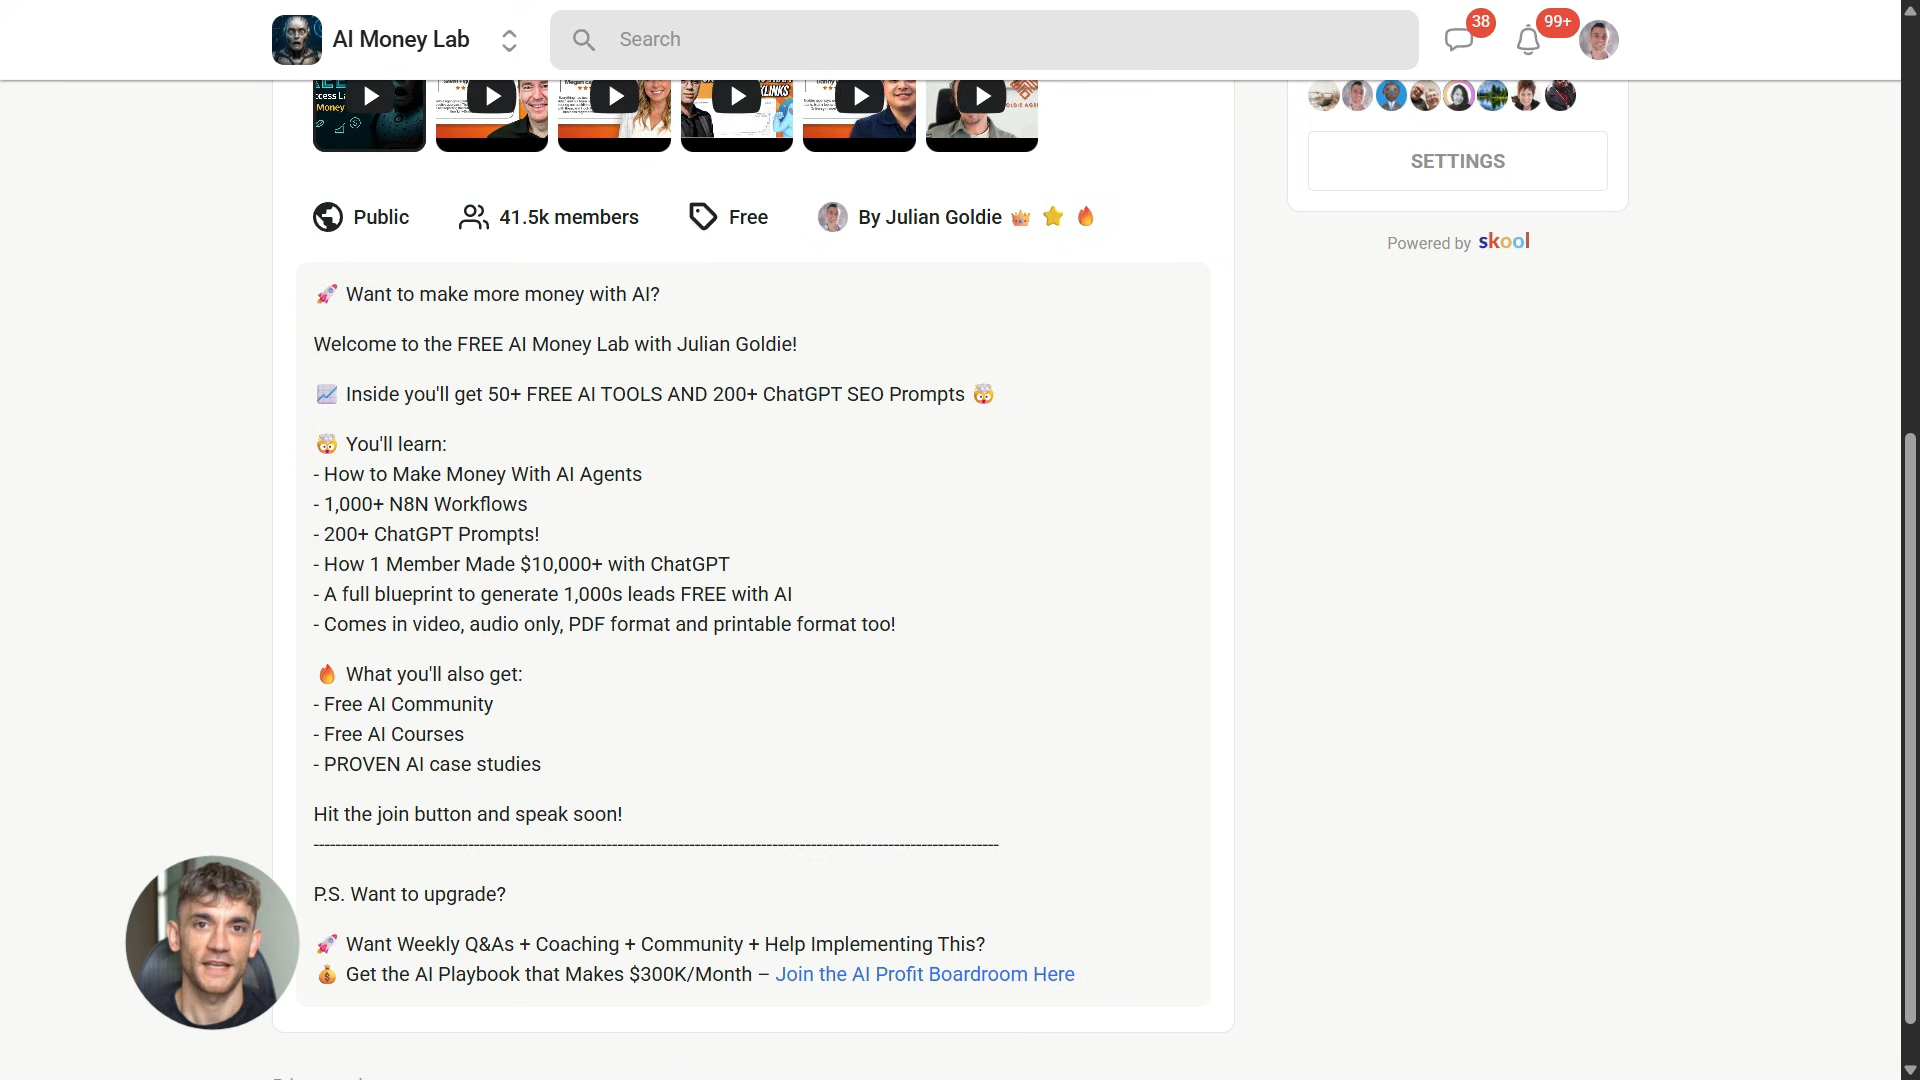 AI Money Lab
Search
38
99+
Money
LINKS
SETTINGS
Public
41.5k members
Free
By Julian Goldie
Powered by skool
🚀 Want to make more money with AI?
Welcome to the FREE AI Money Lab with Julian Goldie!
📈 Inside you'll get 50+ FREE AI TOOLS AND 200+ ChatGPT SEO Prompts 🤯
🤯 You'll learn:
- How to Make Money With AI Agents
- 1,000+ N8N Workflows
- 200+ ChatGPT Prompts!
- How 1 Member Made $10,000+ with ChatGPT
- A full blueprint to generate 1,000s leads FREE with AI
- Comes in video, audio only, PDF format and printable format too!
🔥 What you'll also get:
- Free AI Community
- Free AI Courses
- PROVEN AI case studies
Hit the join button and speak soon!
P.S. Want to upgrade?
🚀 Want Weekly Q&As + Coaching + Community + Help Implementing This?
💰 Get the AI Playbook that Makes $300K/Month – Join the AI Profit Boardroom Here